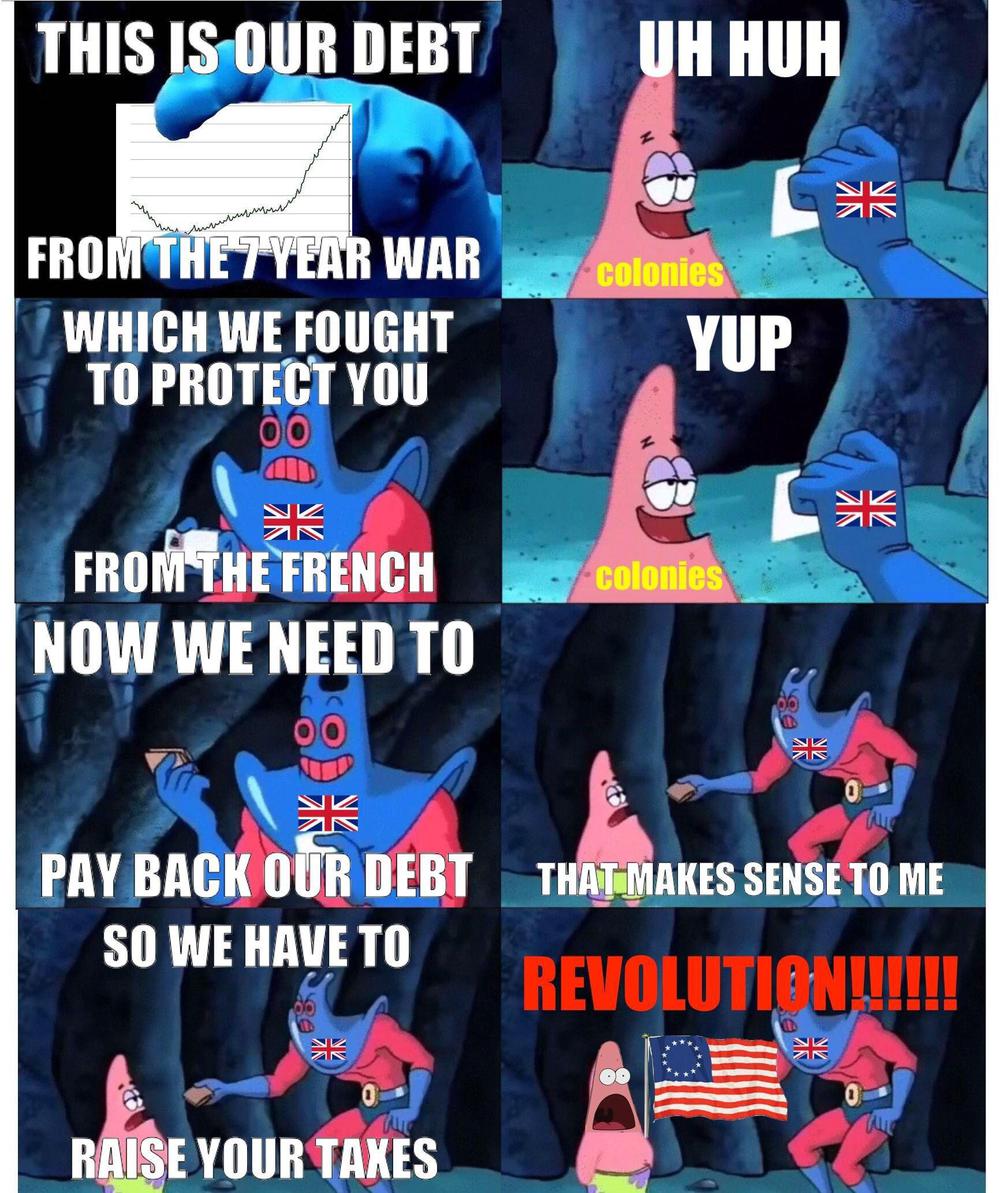 THIS IS OUR DEBT
FROM THE 7 YEAR WAR
UH HUH
colonies
WHICH WE FOUGHT
TO PROTECT YOU
FROM THE FRENCH
YUP
colonies
NOW WE NEED TO
PAY BACK OUR DEBT
THAT MAKES SENSE TO ME
SO WE HAVE TO
RAISE YOUR TAXES
REVOLUTION!!!!!!